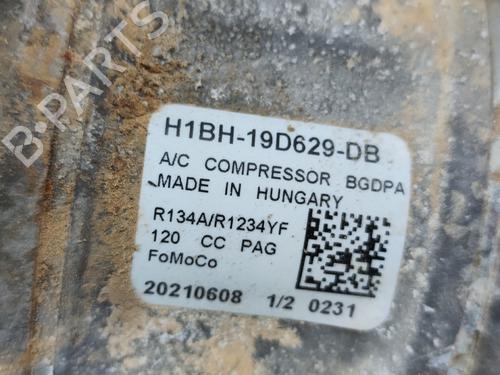 H1BH-19D629-DB
A/C COMPRESSOR BGDPA
MADE IN HUNGARY
R134A/R1234YF
120 CC PAG
FoMoCo
20210608 1/2 0231
B-PARTS